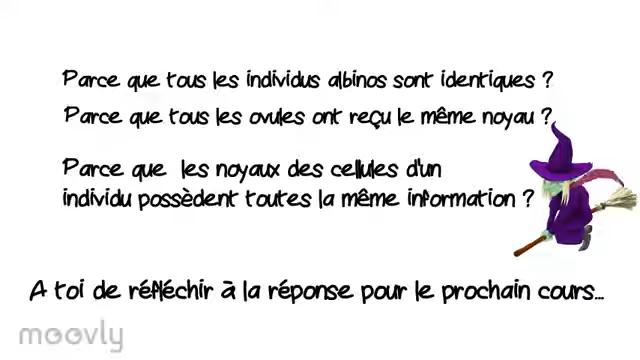 Parce que tous les individus albinos sont identiques ?
Parce que tous les ovules ont reçu le même noyau ?
Parce que les noyaux des cellules d'un
individu possèdent toutes la même information ?
A toi de réfléchir à la réponse pour le prochain cours...
moovly